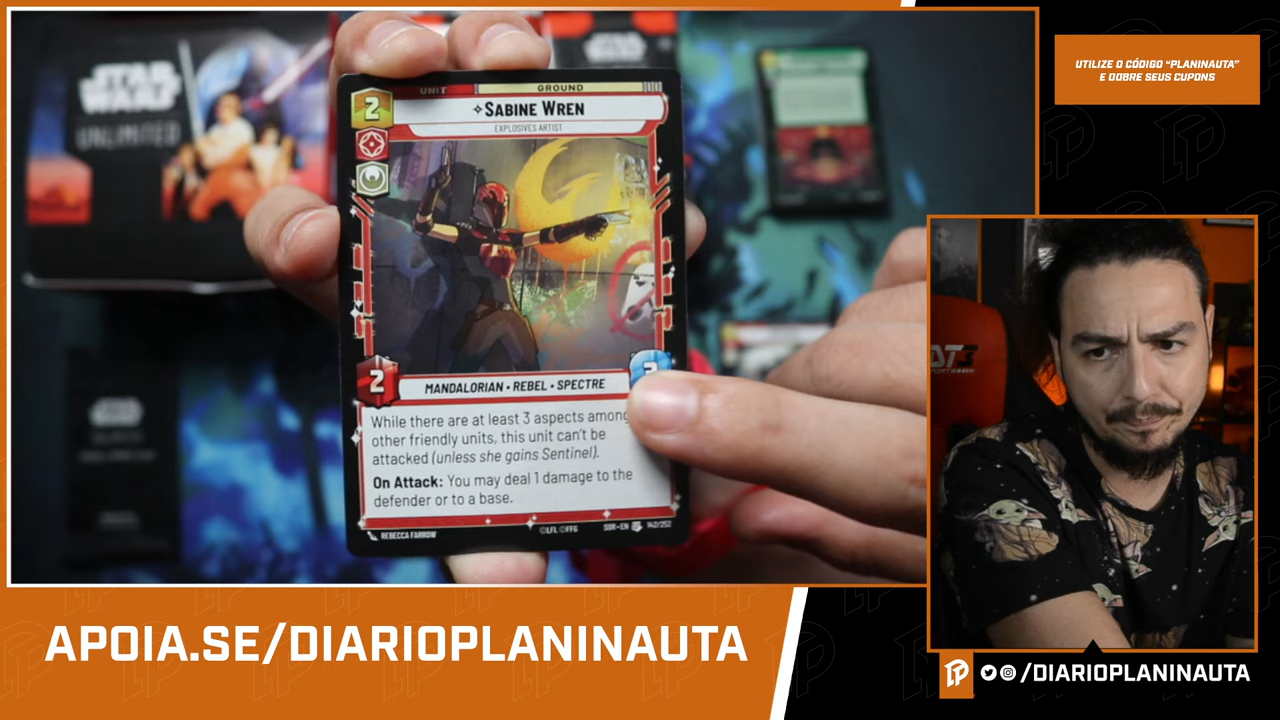 STAR
WARS
UNLIMITED
STAR WARS
UTILIZE O CÓDIGO “PLANINAUTA”
E DOBRE SEUS CUPONS
UNIT
GROUND
2
SABINE WREN
EXPLOSIVES ARTIST
2
MANDALORIAN • REBEL • SPECTRE
While there are at least 3 aspects among
other friendly units, this unit can't be
attacked (unless she gains Sentinel).
On Attack: You may deal 1 damage to the
defender or to a base.
REBECCA FARROW
©LFL ©FFG
SOR • EN
142/252
APOIA.SE/DIARIOPLANINAUTA
/DIARIOPLANINAUTA